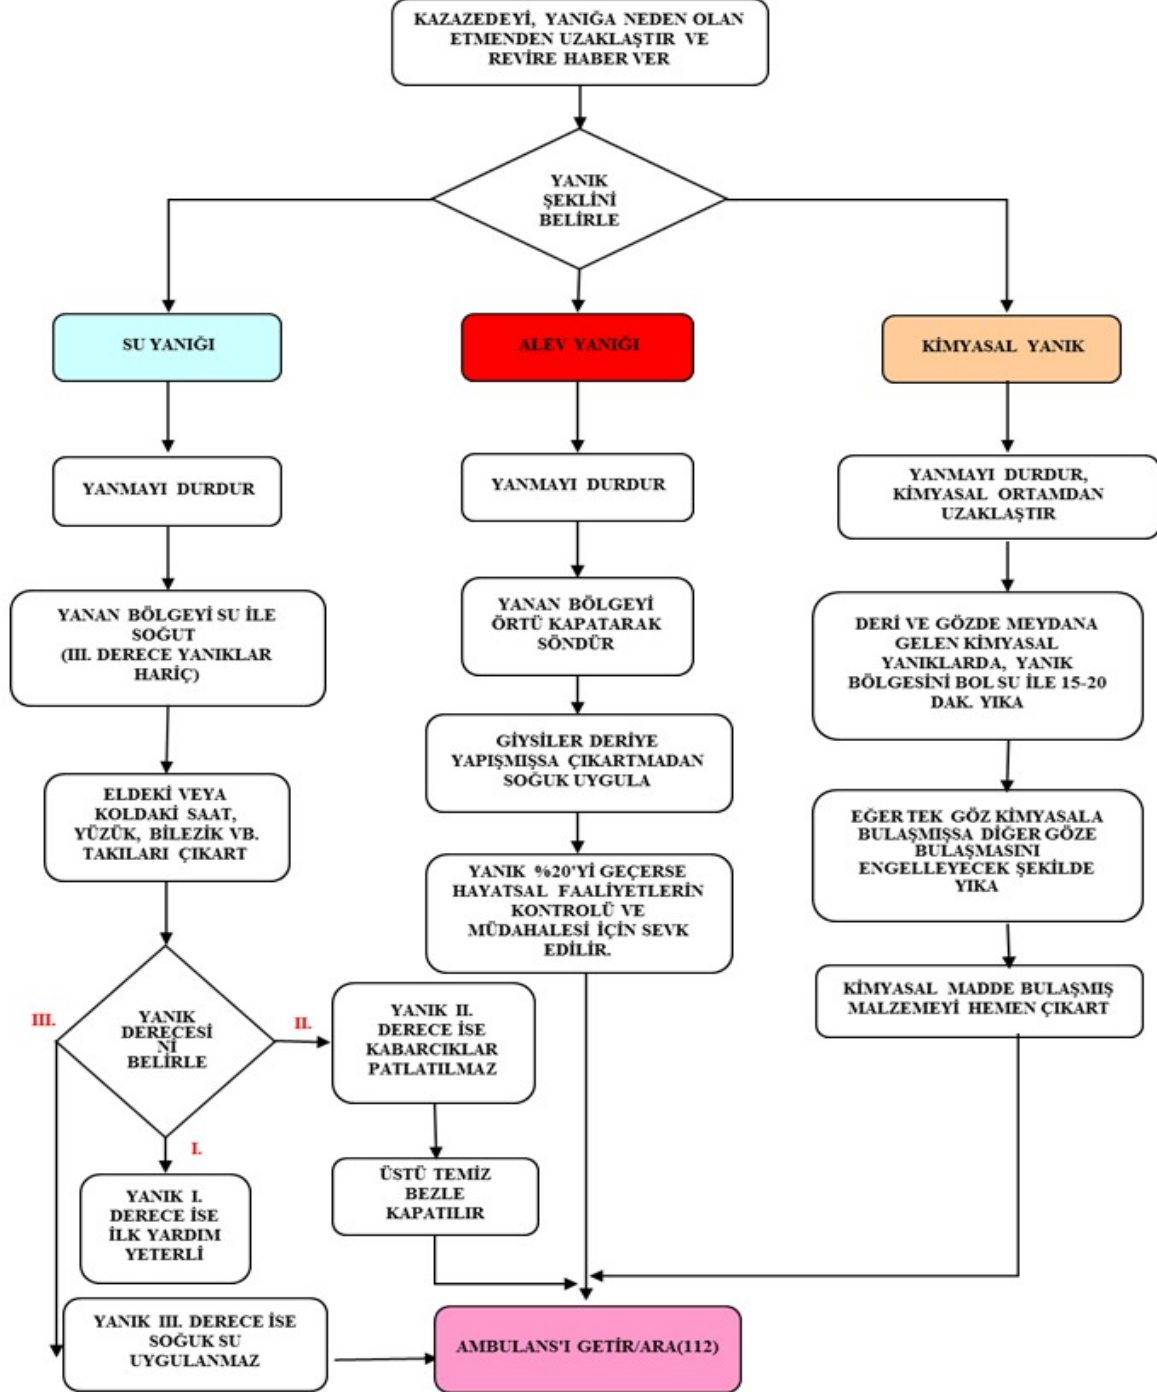 KAZAZEDEYİ, YANIĞA NEDEN OLAN
ETMENDEN UZAKLAŞTIR VE
REVİRE HABER VER
YANIK
ŞEKLİNİ
BELİRLE
SU YANIĞI
ALEV YANIĞI
KİMYASAL YANIK
YANMAYI DURDUR
YANMAYI DURDUR
YANMAYI DURDUR,
KİMYASAL ORTAMDAN
UZAKLAŞTIR
YANAN BÖLGEYİ SU İLE
SOĞUT
(III. DERECE YANIKLAR
HARİÇ)
YANAN BÖLGEYİ
ÖRTÜ KAPATARAK
SÖNDÜR
DERİ VE GÖZDE MEYDANA
GELEN KİMYASAL
YANIKLARDA, YANIK
BÖLGESİNİ BOL SU İLE 15-20
DAK. YIKA
GİYSİLER DERİYE
YAPIŞMIŞSA ÇIKARTMADAN
SOĞUK UYGULA
ELDEKİ VEYA
KOLDAKİ SAAT,
YÜZÜK, BİLEZİK VB.
TAKILARI ÇIKART
EĞER TEK GÖZ KİMYASALA
BULAŞMIŞSA DİĞER GÖZE
BULAŞMASINI
ENGELLEYECEK ŞEKİLDE
YIKA
YANIK %20'Yİ GEÇERSE
HAYATSAL FAALİYETLERİN
KONTROLÜ VE
MÜDAHALESİ İÇİN SEVK
EDİLİR.
KİMYASAL MADDE BULAŞMIŞ
MALZEMEYİ HEMEN ÇIKART
III.
YANIK
DERECESİ
Nİ
BELİRLE
II.
YANIK II.
DERECE İSE
KABARCIKLAR
PATLATILMAZ
I.
YANIK I.
DERECE İSE
İLK YARDIM
YETERLİ
ÜSTÜ TEMİZ
BEZLE
KAPATILIR
YANIK III. DERECE İSE
SOĞUK SU
UYGULANMAZ
AMBULANS'I GETİR/ARA(112)